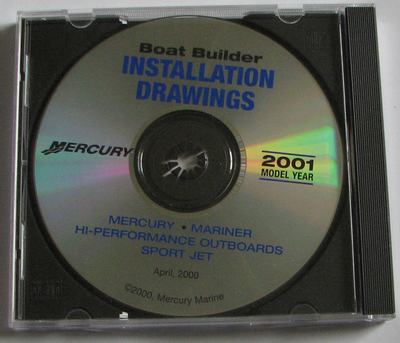 Boat Builder
INSTALLATION
DRAWINGS
MERCURY
2001
MODEL YEAR
MERCURY • MARINER
HI-PERFORMANCE OUTBOARDS
SPORT JET
April, 2000
©2000, Mercury Marine